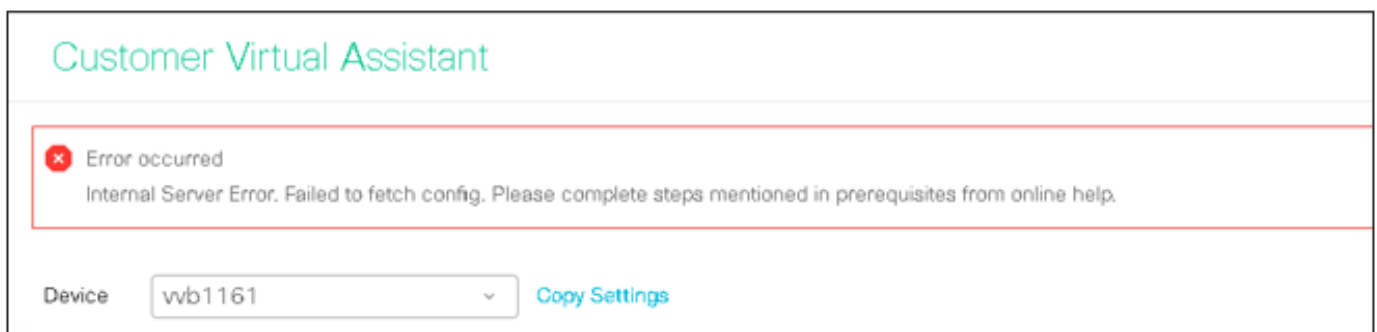 Customer Virtual Assistant
Error occurred
Internal Server Error. Failed to fetch config. Please complete steps mentioned in prerequisites from online help.
Device vvb1161 Copy Settings